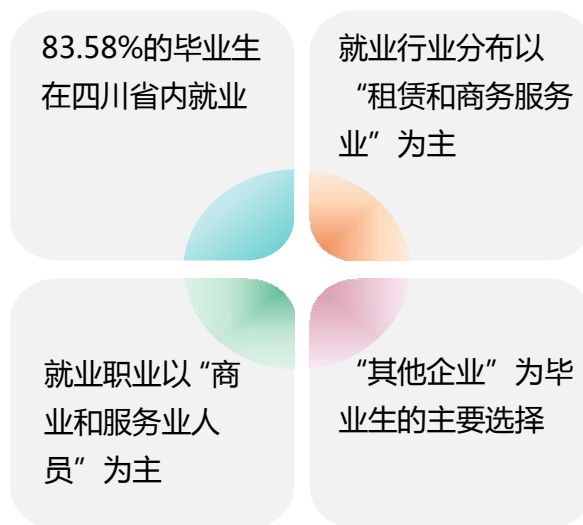 83.58%的毕业生
在四川省内就业
就业行业分布以
“租赁和商务服务
业”为主
就业职业以“商
业和服务业人
员”为主
“其他企业”为毕
业生的主要选择